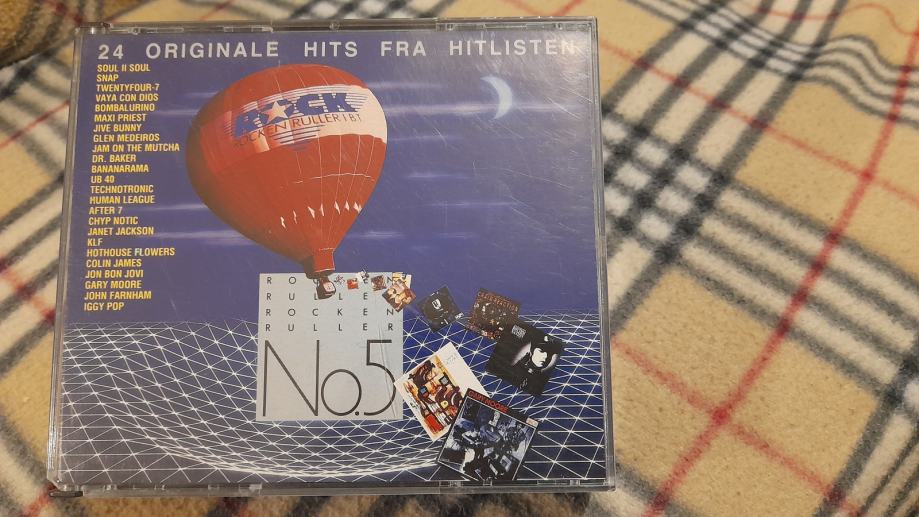 24 ORIGINALE HITS FRA HITLISTEN
SOUL II SOUL
SNAP
TWENTYFOUR-7
VAYA CON DIOS
BOMBALURINO
MAXI PRIEST
JIVE BUNNY
GLEN MEDEIROS
JAM ON THE MUTCHA
DR. BAKER
BANANARAMA
UB 40
TECHNOTRONIC
HUMAN LEAGUE
AFTER 7
CHYP NOTIC
JANET JACKSON
KLF
HOTHOUSE FLOWERS
COLIN JAMES
JON BON JOVI
GARY MOORE
JOHN FARNHAM
IGGY POP
ROCK
ROCKEN RULLER
ROCKEN
RULLER
No.5
GARY MOORE